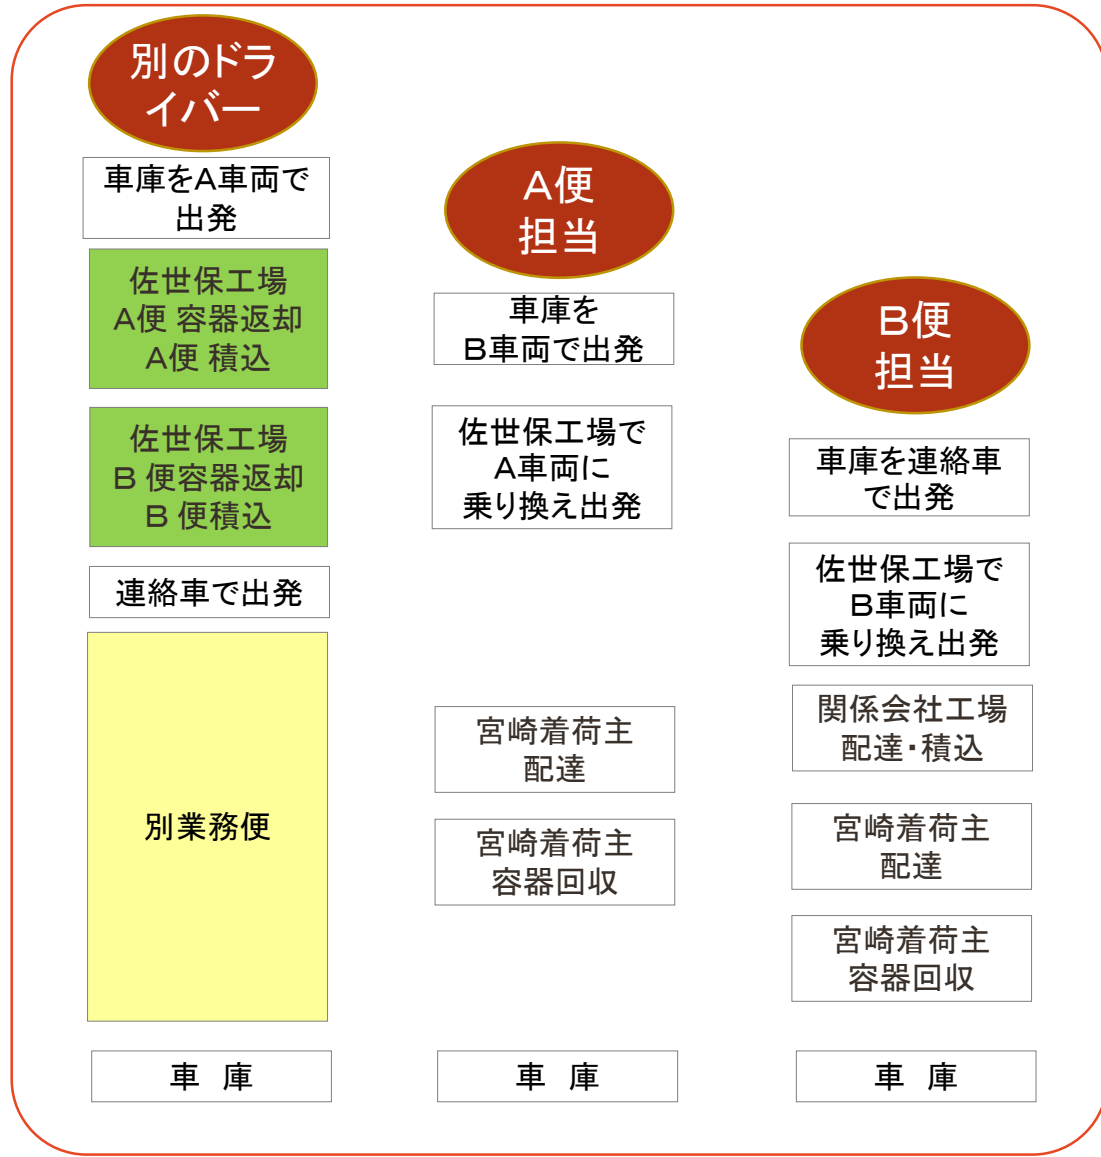 別のドラ
イバー
車庫をA車両で
出発
佐世保工場
A便 容器返却
A便 積込
佐世保工場
B 便容器返却
B 便積込
連絡車で出発
別業務便
車 庫
A便
担当
車庫を
B車両で出発
佐世保工場で
A車両に
乗り換え出発
宮崎着荷主
配達
宮崎着荷主
容器回収
車 庫
B便
担当
車庫を連絡車
で出発
佐世保工場で
B車両に
乗り換え出発
関係会社工場
配達・積込
宮崎着荷主
配達
宮崎着荷主
容器回収
車 庫